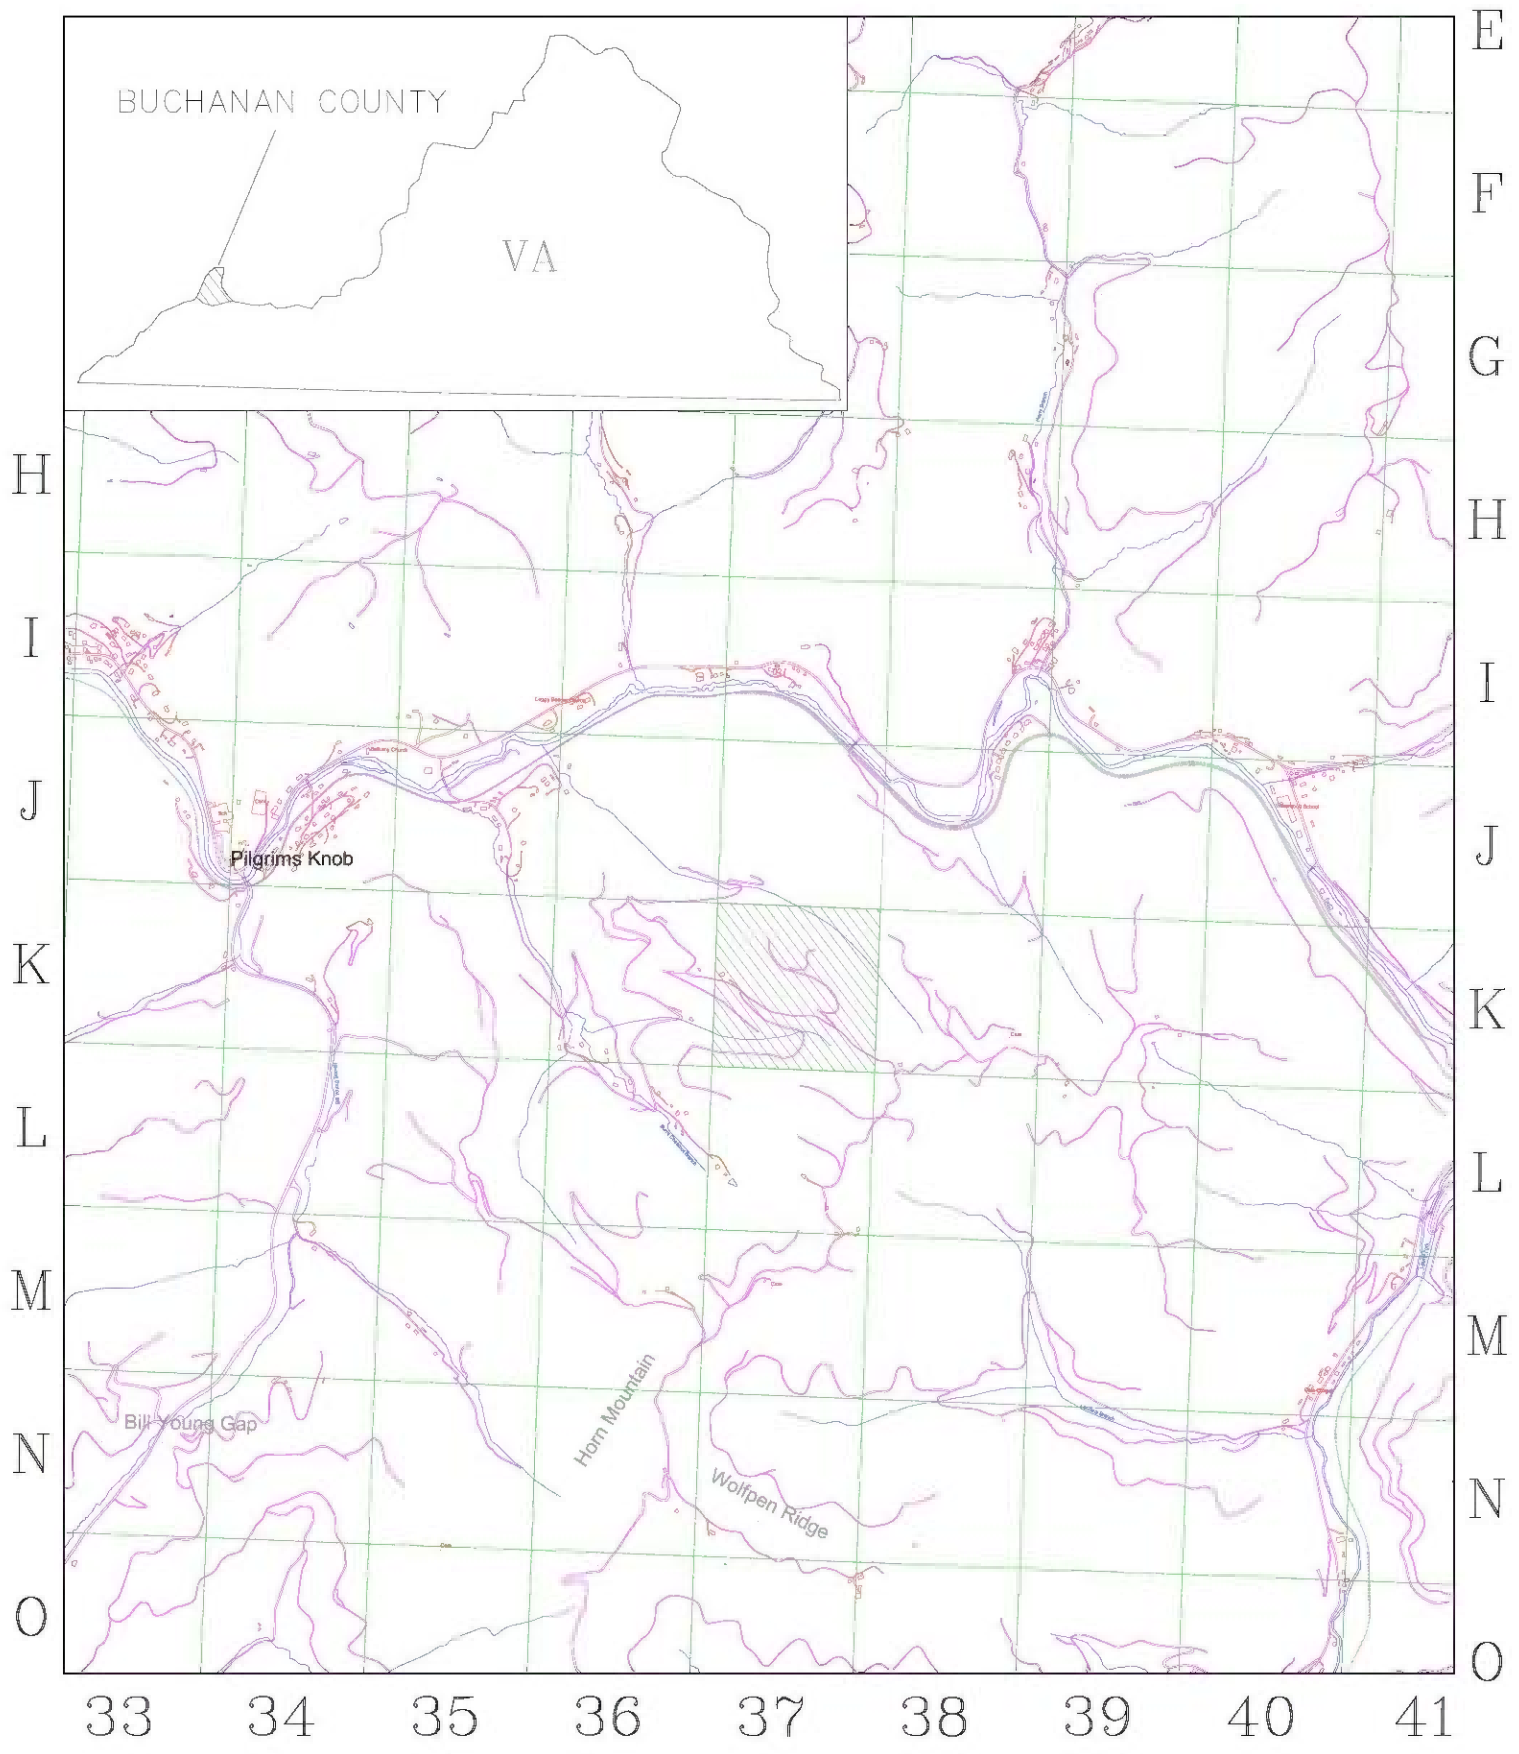 E
BUCHANAN COUNTY
F
VA
G
H
H
I
I
J
J
Pilgrims Knob
K
K
L
L
M
M
Horn Mountain
Bill Young Gap
N
N
Wolfpen Ridge
O
O
33 34 35 36 37 38 39 40 41